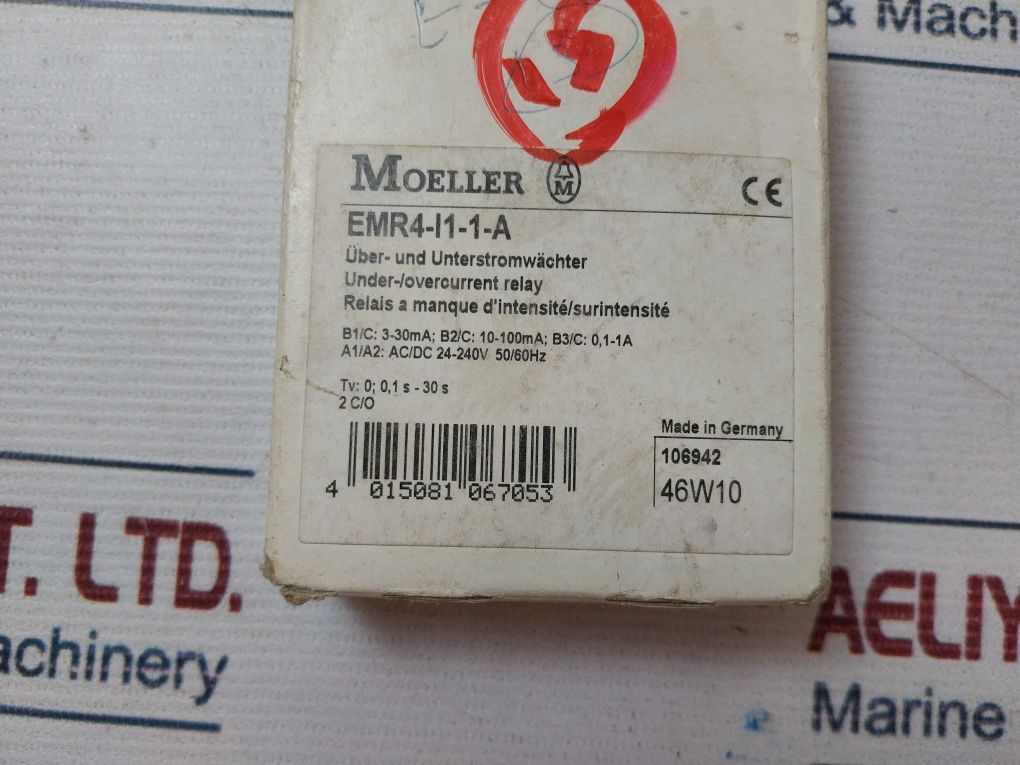 & Mach
MOELLER
M
CE
EMR4-I1-1-A
Über- und Unterstromwächter
Under-/overcurrent relay
Relais a manque d'intensité/surintensité
B1/C: 3-30mA; B2/C: 10-100mA; B3/C: 0,1-1A
A1/A2: AC/DC 24-240V 50/60Hz
Tv: 0; 0,1 s - 30 s
2 C/O
Made in Germany
106942
46W10
4 015081 067053
T. LTD.
achinery
AELIY
Marine